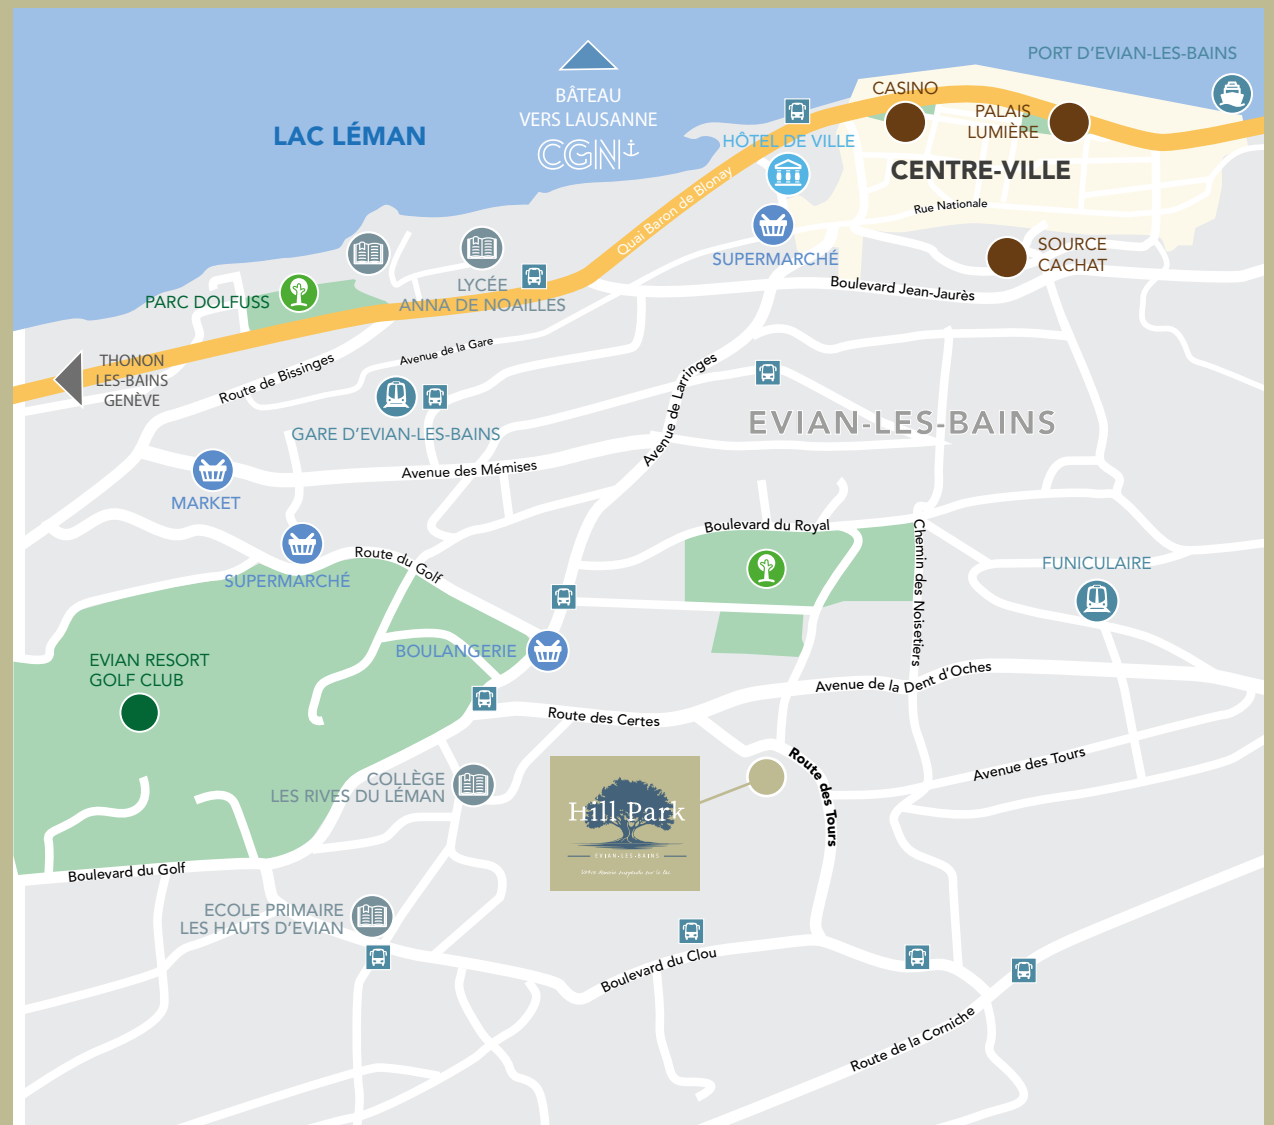 PORT D'EVIAN-LES-BAINS
CASINO
BÂTEAU
VERS LAUSANNE
CGN
LAC LÉMAN
PALAIS
LUMIÈRE
HÔTEL DE VILLE
CENTRE-VILLE
Quai Baron de Blonay
Rue Nationale
SUPERMARCHÉ
SOURCE
CACHAT
LYCÉE
ANNA DE NOAILLES
PARC DOLFUSS
Boulevard Jean-Jaurès
THONON
LES-BAINS
GENÈVE
Route de Bissinges
Avenue de la Gare
Avenue de Larringes
EVIAN-LES-BAINS
GARE D'EVIAN-LES-BAINS
Avenue des Mémises
MARKET
Boulevard du Royal
Chemin des Noisetiers
Route du Golf
SUPERMARCHÉ
FUNICULAIRE
BOULANGERIE
EVIAN RESORT
GOLF CLUB
Avenue de la Dent d'Oches
Route des Certes
Route des Tours
Avenue des Tours
COLLÈGE
LES RIVES DU LÉMAN
Hill Park
EVIAN-LES-BAINS
Boulevard du Golf
ECOLE PRIMAIRE
LES HAUTS D'EVIAN
Boulevard du Clou
Route de la Corniche